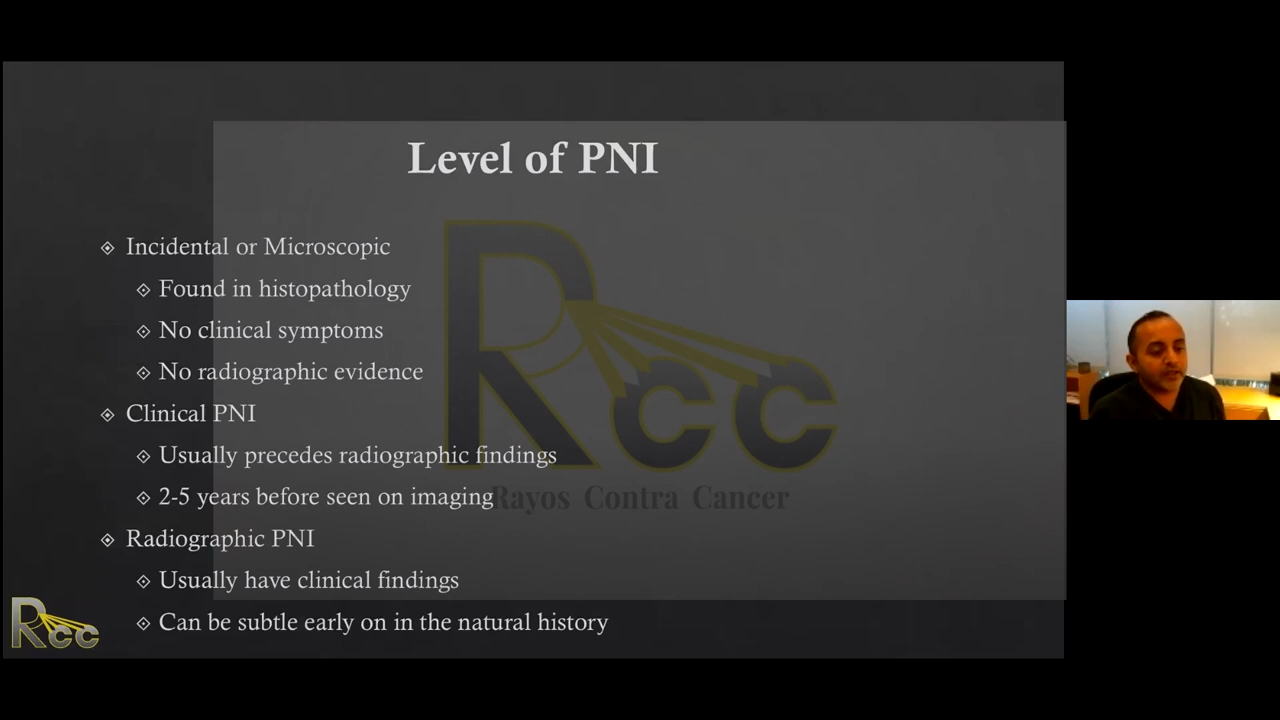 Level of PNI
Incidental or Microscopic
Found in histopathology
No clinical symptoms
No radiographic evidence
Clinical PNI
Usually precedes radiographic findings
2-5 years before seen on imaging
Radiographic PNI
Usually have clinical findings
Can be subtle early on in the natural history
Rcc
Rayos Contra Cancer
Rcc